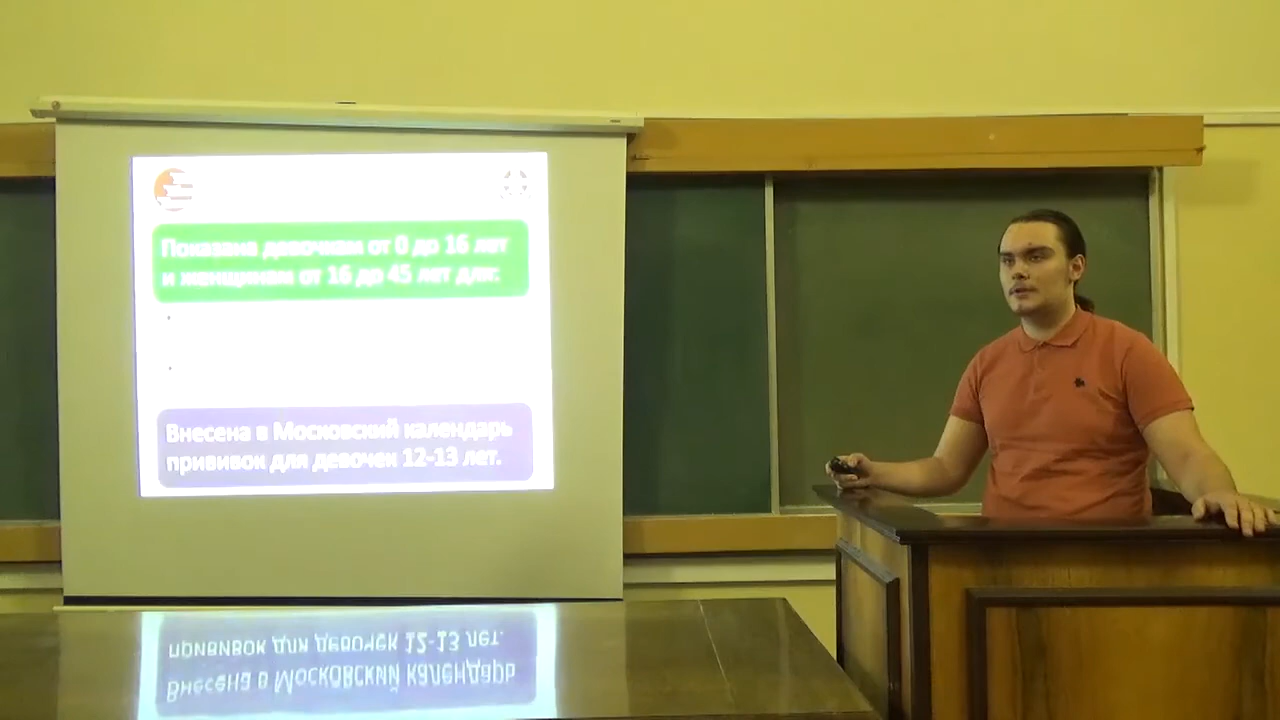 Показана девочкам от 0 до 16 лет
и женщинам от 16 до 45 лет для:
Внесена в Московский календарь
прививок для девочек 12-13 лет.